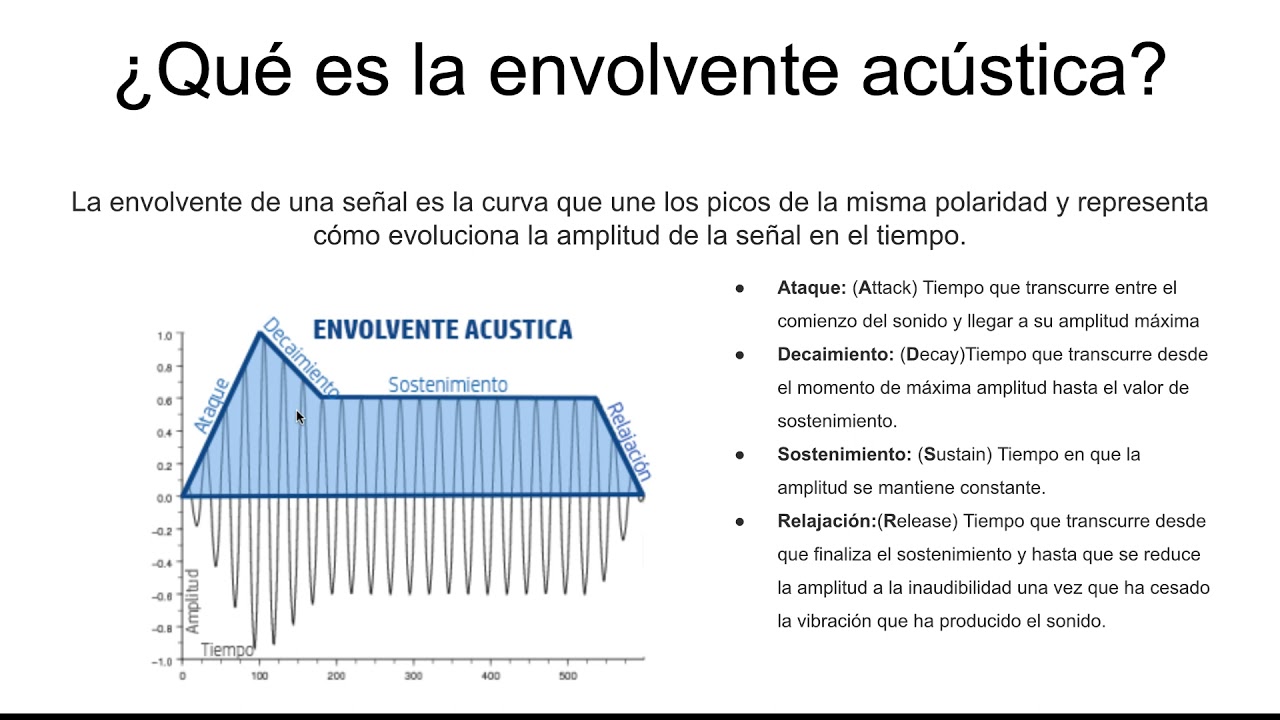 ¿Qué es la envolvente acústica?
La envolvente de una señal es la curva que une los picos de la misma polaridad y representa
cómo evoluciona la amplitud de la señal en el tiempo.
ENVOLVENTE ACUSTICA
Ataque
Decaimiento
Sostenimiento
Relajación
1.0
0.8
0.6
0.4
0.2
0.0
-0.2
-0.4
-0.6
-0.8
-1.0
Amplitud
Tiempo
0 100 200 300 400 500
● Ataque: (Attack) Tiempo que transcurre entre el
comienzo del sonido y llegar a su amplitud máxima
● Decaimiento: (Decay)Tiempo que transcurre desde
el momento de máxima amplitud hasta el valor de
sostenimiento.
● Sostenimiento: (Sustain) Tiempo en que la
amplitud se mantiene constante.
● Relajación:(Release) Tiempo que transcurre desde
que finaliza el sostenimiento y hasta que se reduce
la amplitud a la inaudibilidad una vez que ha cesado
la vibración que ha producido el sonido.